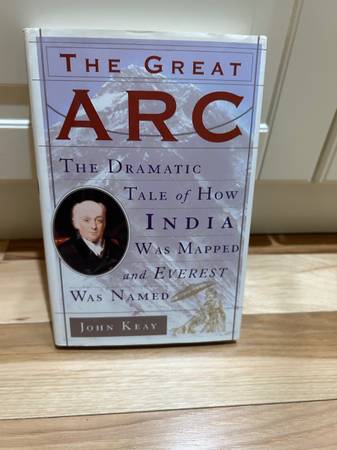 THE GREAT
ARC
THE DRAMATIC
TALE of HOW
INDIA
WAS MAPPED
and EVEREST
WAS NAMED
JOHN KEAY